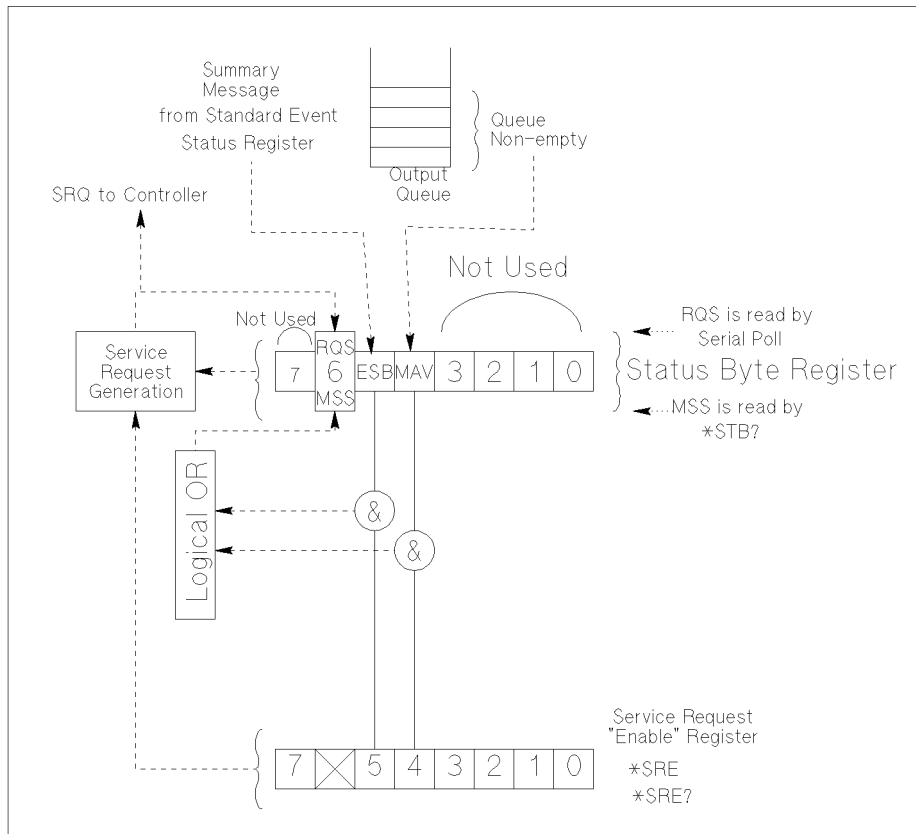 Summary
Message
from Standard Event
Status Register
Queue
Non-empty
Output
Queue
SRQ to Controller
Not Used
Not Used
RQS is read by
Serial Poll
Service
Request
Generation
7
RQS
6
MSS
ESB
MAV
3
2
1
0
Status Byte Register
MSS is read by
*STB?
Logical OR
&
&
Service Request
"Enable" Register
7
5
4
3
2
1
0
*SRE
*SRE?